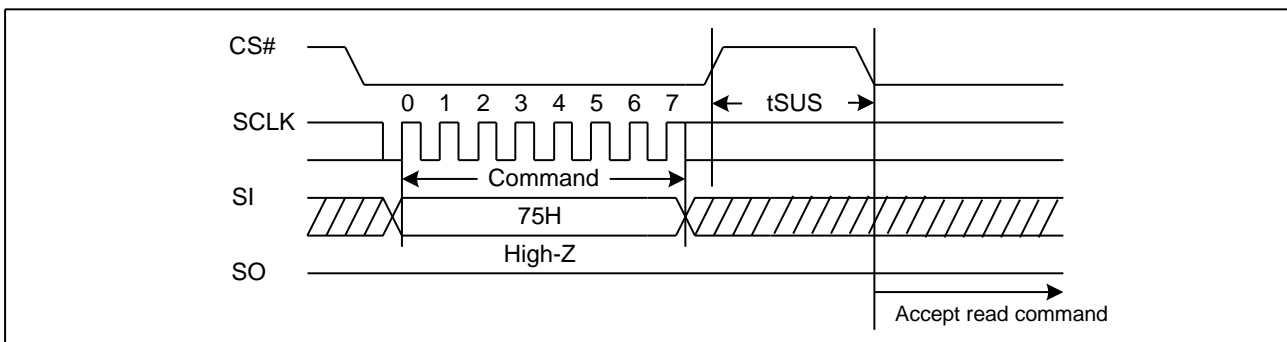 CS#
0 1 2 3 4 5 6 7
tSUS
SCLK
Command
SI
75H
High-Z
SO
Accept read command